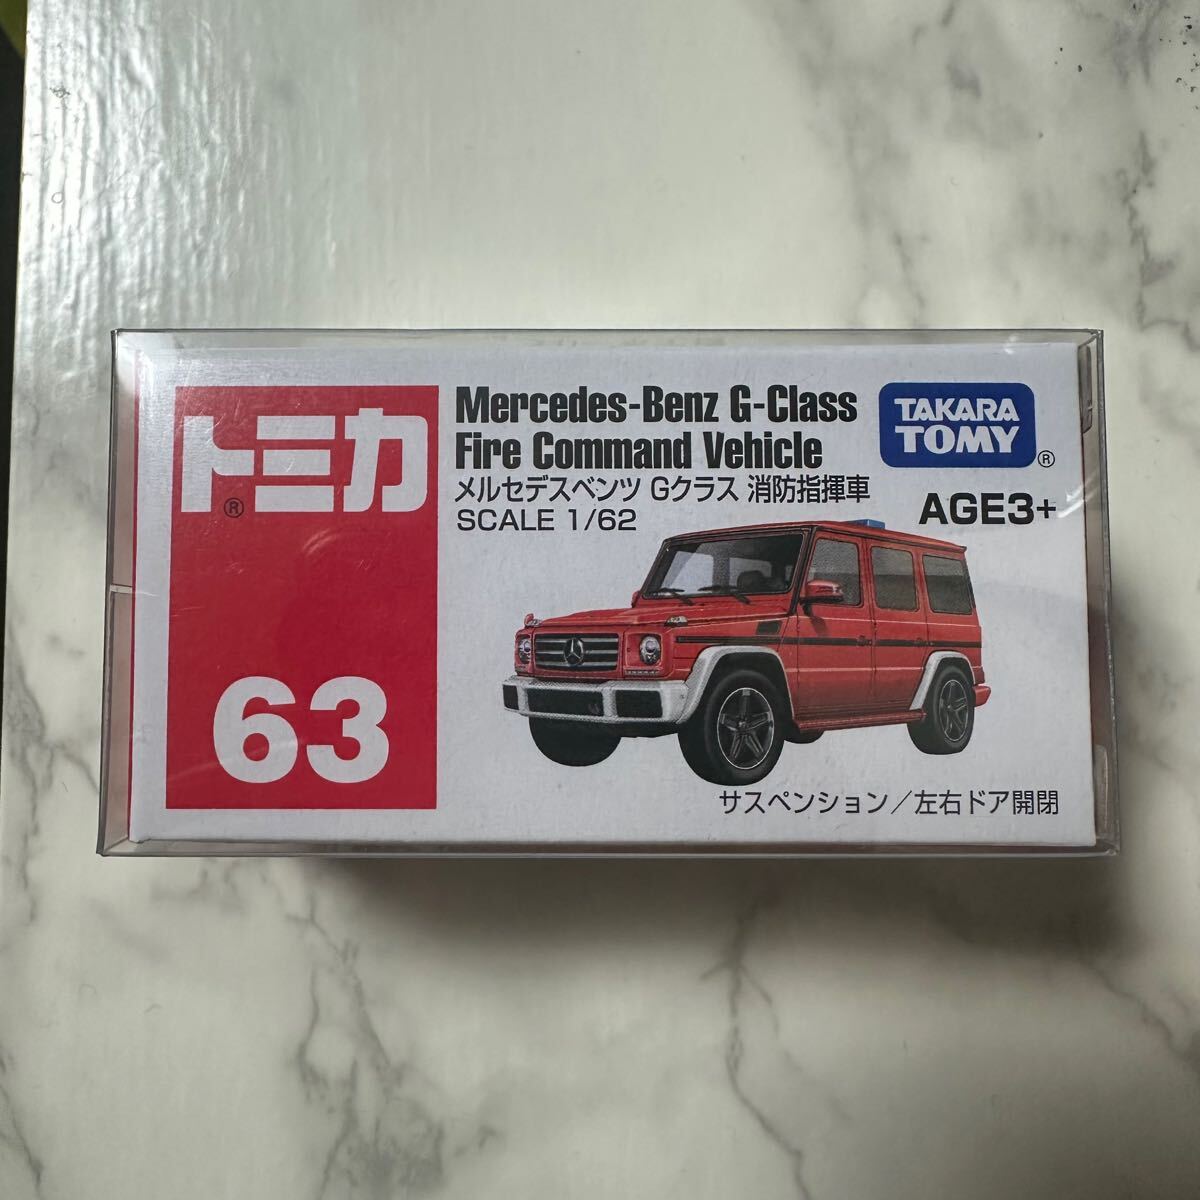 トミカ
®
63
Mercedes-Benz G-Class
Fire Command Vehicle
メルセデスベンツ Gクラス 消防指揮車
SCALE 1/62
TAKARA
TOMY
®
AGE3+
サスペンション/左右ドア開閉